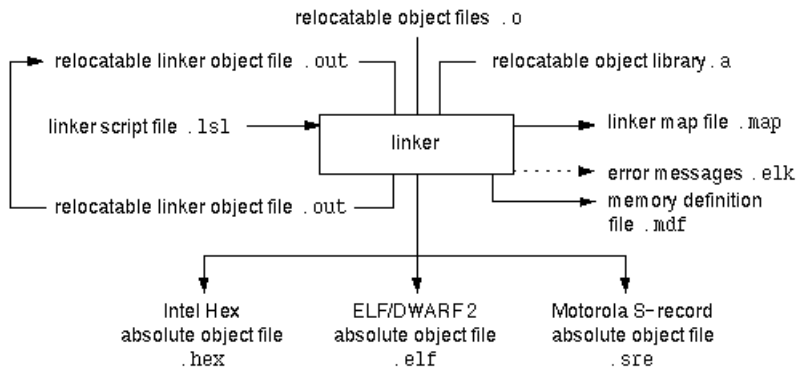 relocatable object files .o
relocatable linker object file .out
relocatable object library .a
linker script file .lsl
linker
linker map file .map
error messages .elk
relocatable linker object file .out
memory definition
file .mdf
Intel Hex
absolute object file
.hex
ELF/DWARF 2
absolute object file
.elf
Motorola S-record
absolute object file
.sre